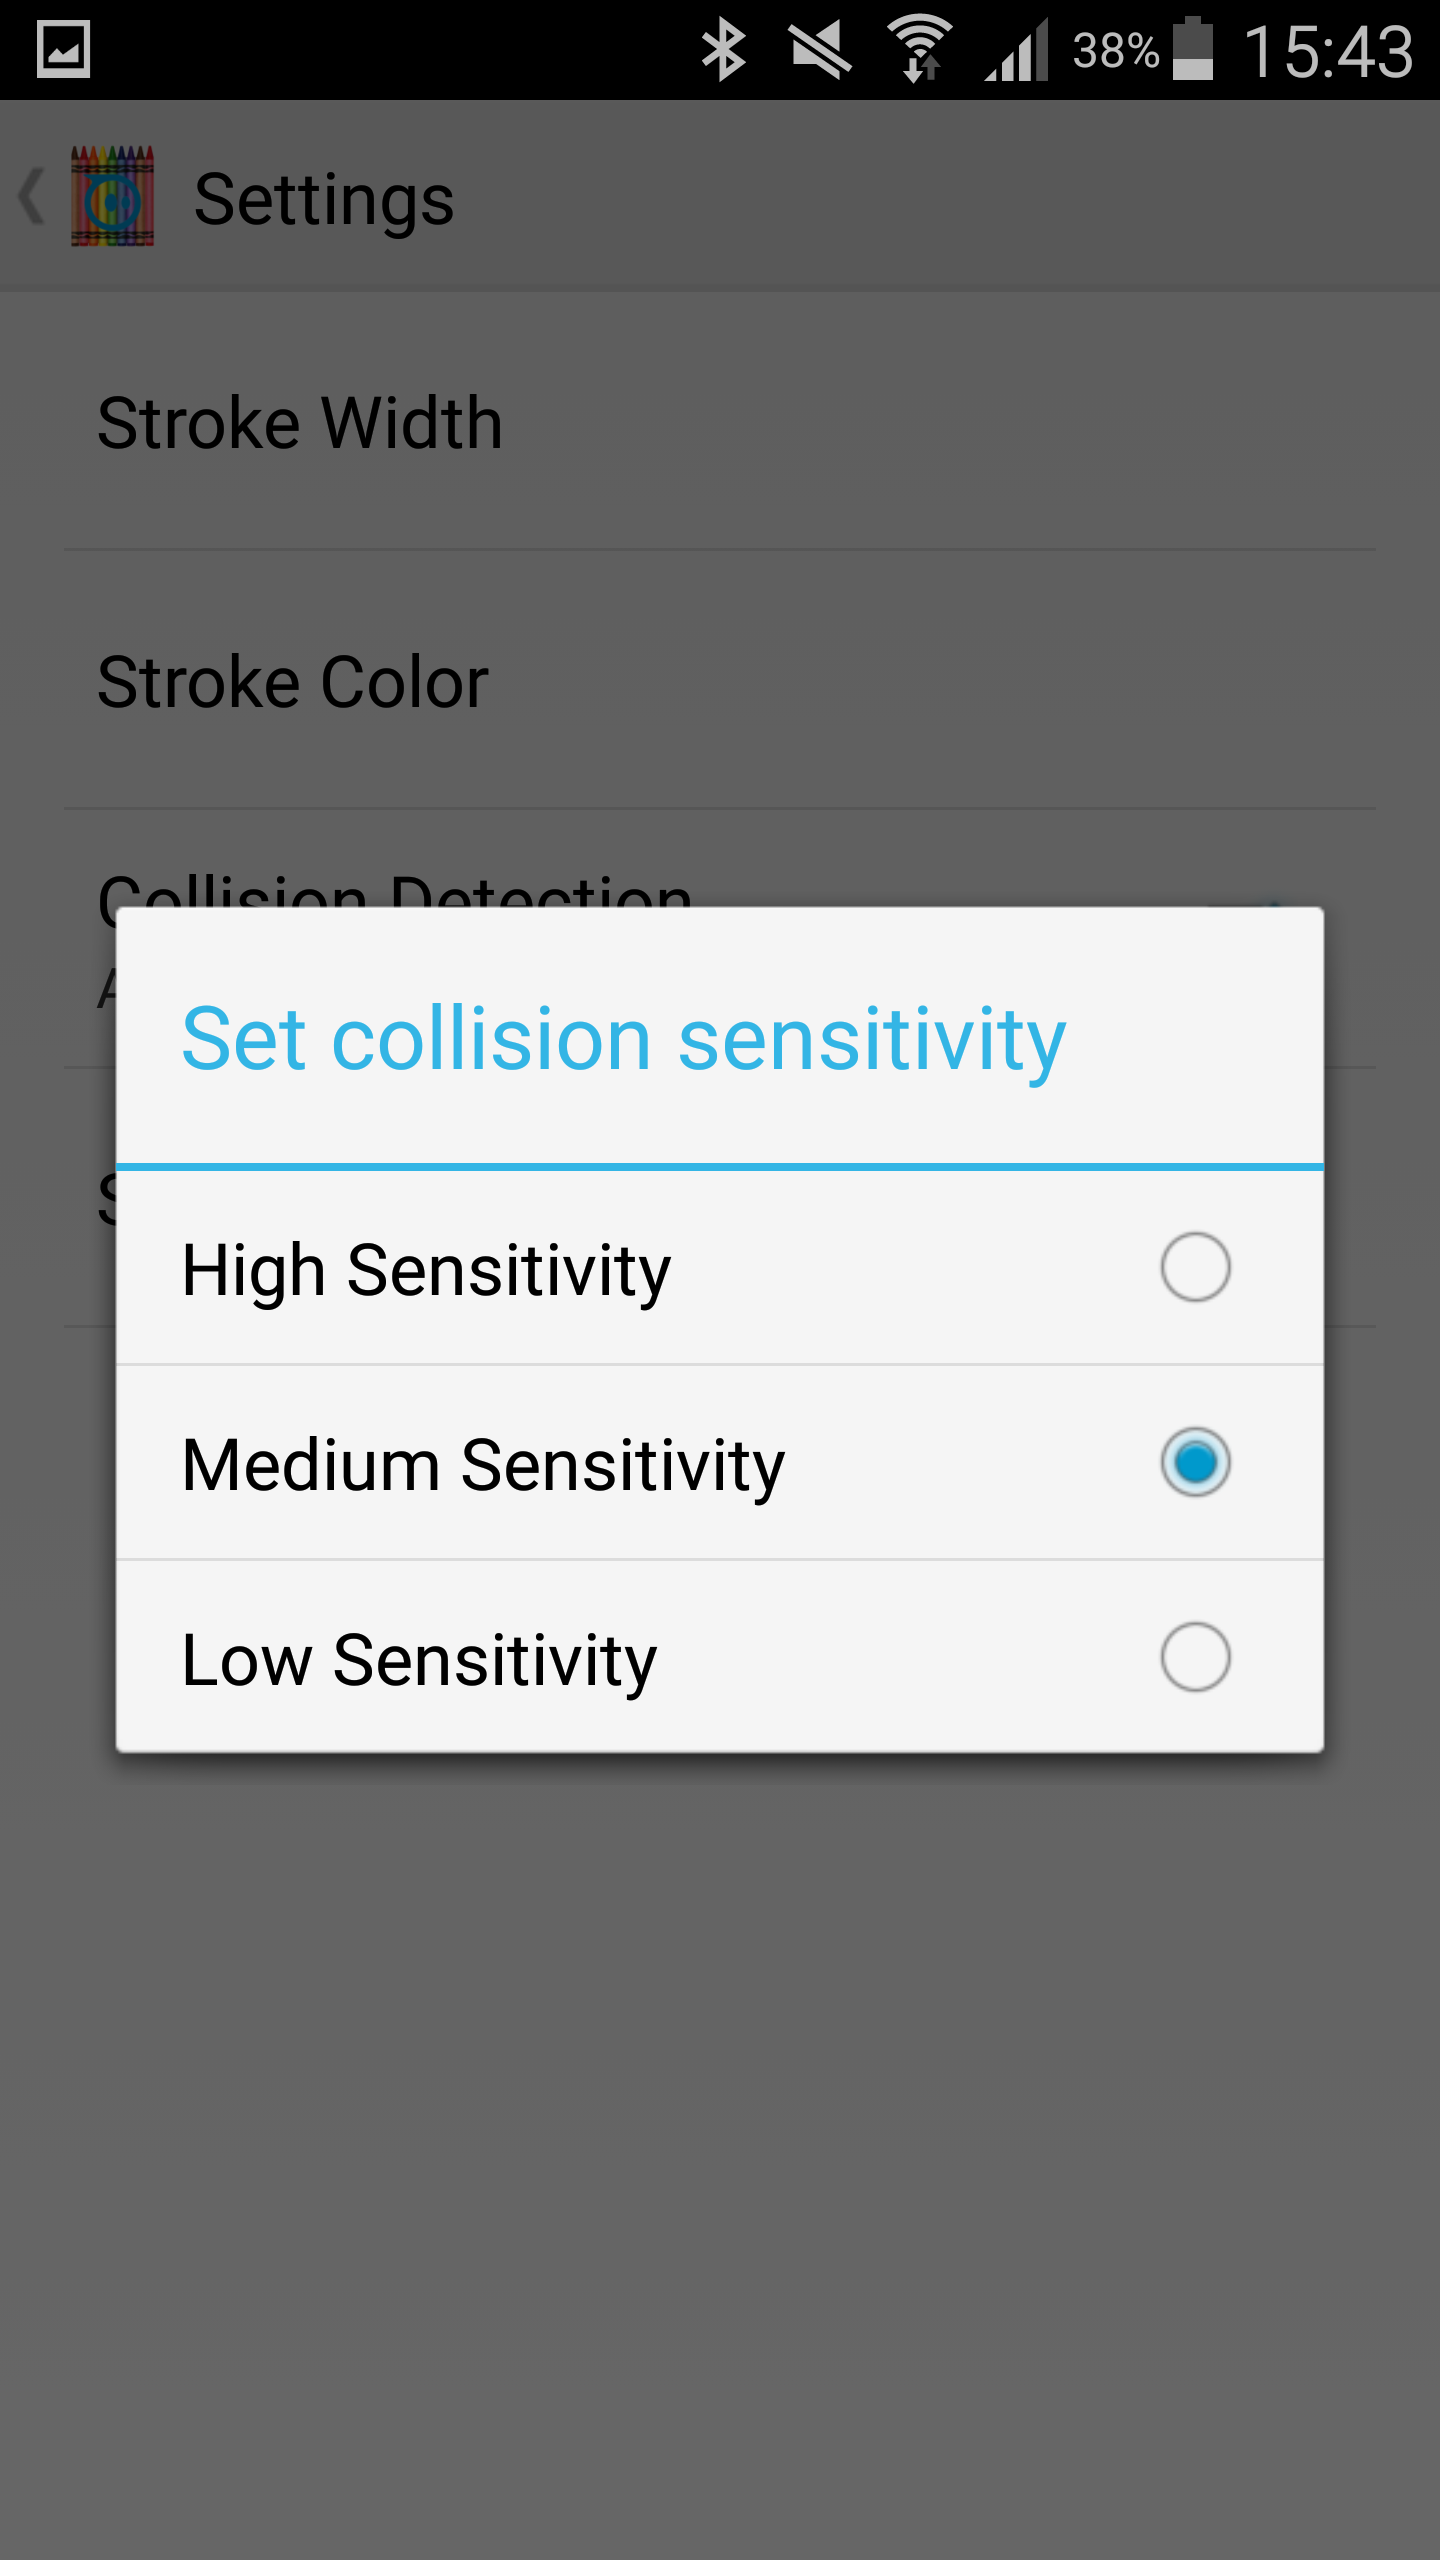 38% 15:43
Settings
Stroke Width
Stroke Color
Collision Detection
Set collision sensitivity
High Sensitivity
Medium Sensitivity
Low Sensitivity